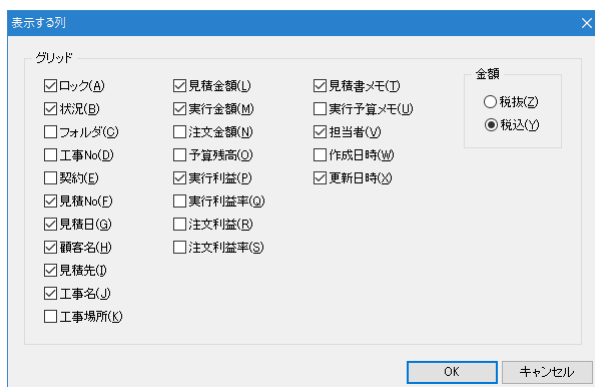 表示する列
グリッド
ロック(A)
状況(B)
フォルダ(C)
工事No(D)
契約(E)
見積No(F)
見積日(G)
顧客名(H)
見積先(I)
工事名(J)
工事場所(K)
見積金額(L)
実行金額(M)
注文金額(N)
予算残高(O)
実行利益(P)
実行利益率(Q)
注文利益(R)
注文利益率(S)
見積書メモ(T)
実行予算メモ(U)
担当者(V)
作成日時(W)
更新日時(X)
金額
税抜(Z)
税込(Y)
OK
キャンセル